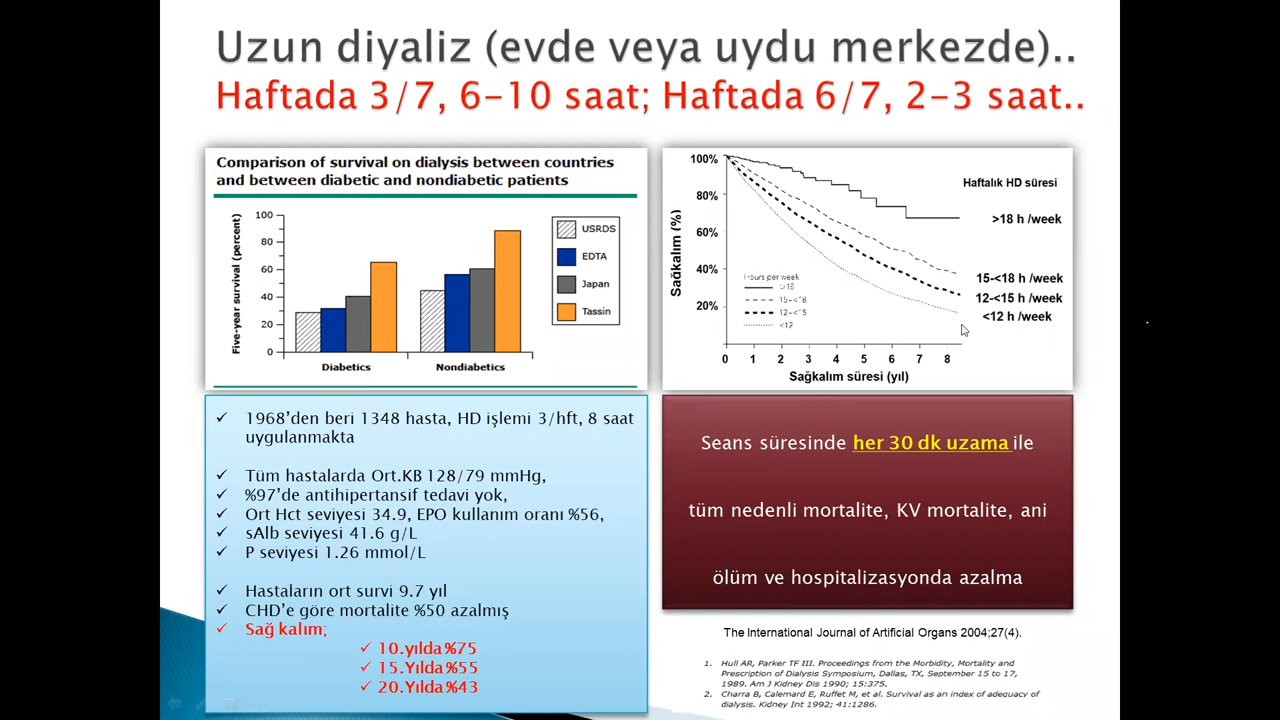 Uzun diyaliz (evde veya uydu merkezde)..
Haftada 3/7, 6-10 saat; Haftada 6/7, 2-3 saat..
Comparison of survival on dialysis between countries
and between diabetic and nondiabetic patients
Five-year survival (percent)
100
80
60
40
20
0
Diabetics
Nondiabetics
USRDS
EDTA
Japan
Tassin
Sağkalım (%)
100%
80%
60%
40%
20%
Haftalık HD süresi
>18 h /week
15-<18 h /week
12-<15 h /week
<12 h /week
Hours per week
>18
15-<18
12-<15
<12
0 1 2 3 4 5 6 7 8
Sağkalım süresi (yıl)
✓ 1968'den beri 1348 hasta, HD işlemi 3/hft, 8 saat
uygulanmakta
✓ Tüm hastalarda Ort.KB 128/79 mmHg,
✓ %97'de antihipertansif tedavi yok,
✓ Ort Hct seviyesi 34.9, EPO kullanım oranı %56,
✓ sAlb seviyesi 41.6 g/L
✓ P seviyesi 1.26 mmol/L
✓ Hastaların ort survi 9.7 yıl
✓ CHD'e göre mortalite %50 azalmış
✓ Sağ kalım;
✓ 10.yılda %75
✓ 15.Yılda %55
✓ 20.Yılda %43
Seans süresinde her 30 dk uzama ile
tüm nedenli mortalite, KV mortalite, ani
ölüm ve hospitalizasyonda azalma
The International Journal of Artificial Organs 2004;27(4).
1. Hull AR, Parker TF III. Proceedings from the Morbidity, Mortality and
Prescription of Dialysis Symposium, Dallas, TX, September 15 to 17,
1989. Am J Kidney Dis 1990; 15:375.
2. Charra B, Calemard E, Ruffet M, et al. Survival as an index of adequacy of
dialysis. Kidney Int 1992; 41:1286.